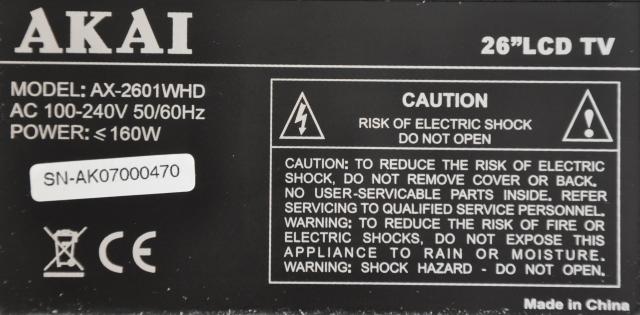 AKAI
26”LCD TV
MODEL: AX-2601WHD
AC 100-240V 50/60Hz
POWER: ≤160W
SN-AK07000470
CE
CAUTION
RISK OF ELECTRIC SHOCK
DO NOT OPEN
CAUTION: TO REDUCE THE RISK OF ELECTRIC
SHOCK, DO NOT REMOVE COVER OR BACK.
NO USER-SERVICABLE PARTS INSIDE. REFER
SERVICING TO QUALIFIED SERVICE PERSONNEL.
WARNING: TO REDUCE THE RISK OF FIRE OR
ELECTRIC SHOCKS, DO NOT EXPOSE THIS
APPLIANCE TO RAIN OR MOISTURE.
WARNING: SHOCK HAZARD - DO NOT OPEN.
Made in China